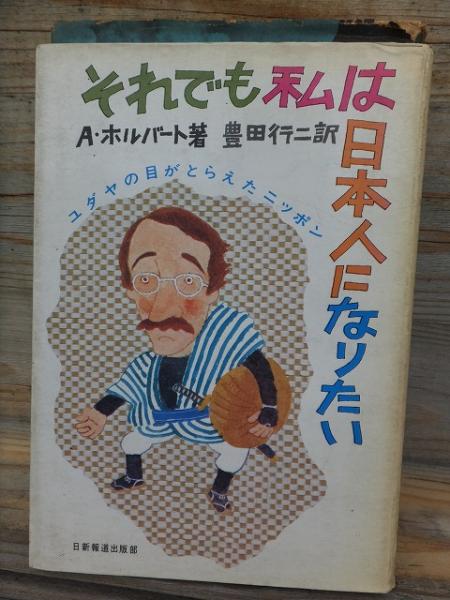 それでも私は
日本人になりたい
A・ホルバート著 豊田行二訳
ユダヤの目がとらえたニッポン
日新報道出版部